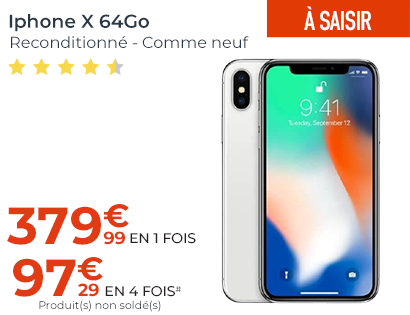 Iphone X 64Go
À SAISIR
Reconditionné - Comme neuf
9:41
Tuesday, September 12
379€99 EN 1 FOIS
97€29 EN 4 FOIS#
Produit(s) non soldé(s)